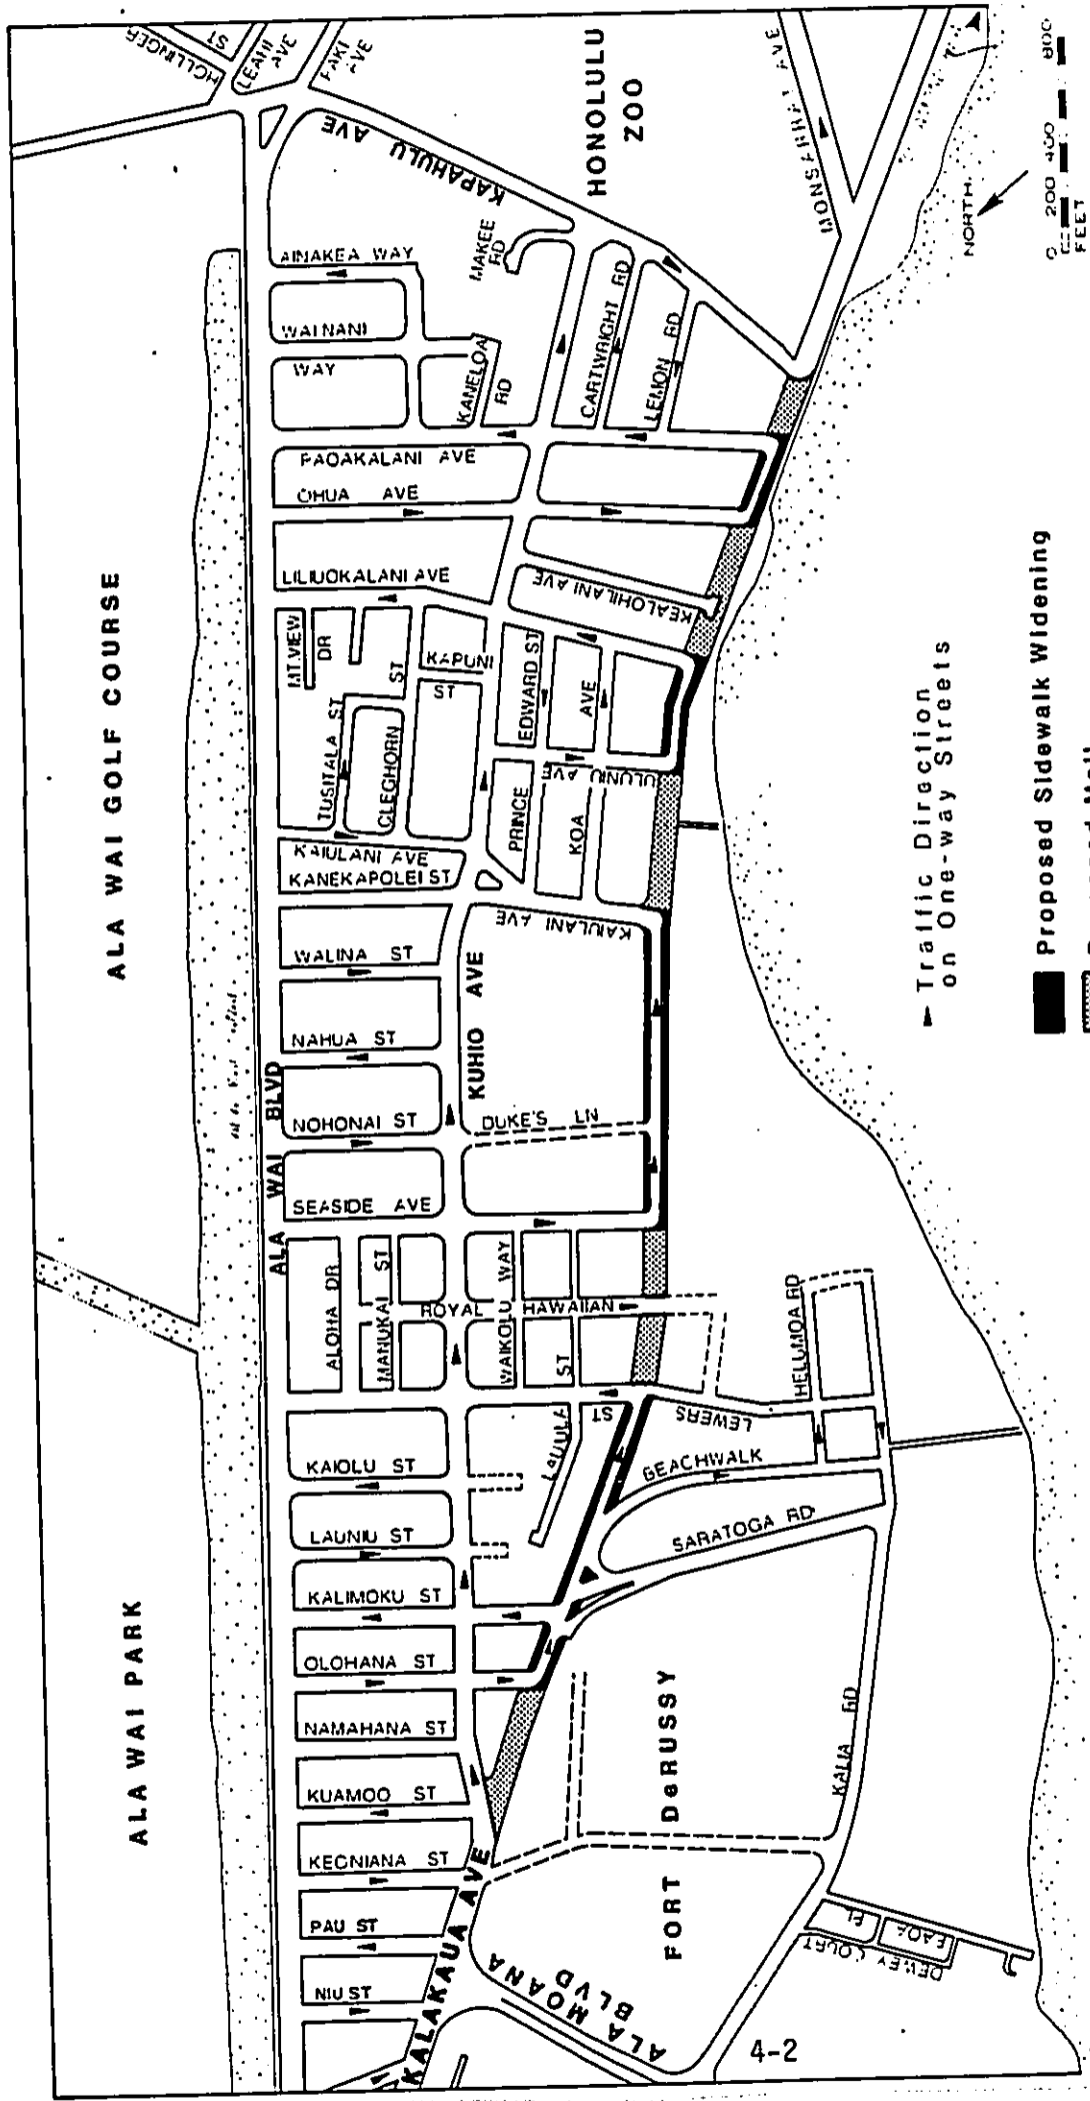 ALA WAI PARK
ALA WAI GOLF COURSE
HOLLINGER
ST
LEAHI
AVE
PAKI
AVE
KAPAHULU AVE
HONOLULU
ZOO
MONSARRAT AVE
ALA WAI BLVD
AINAKEA WAY
WAINANI
WAY
KANELOA
RD
MAKEE
RD
CARTWRIGHT RD
LEMON RD
PAOAKALANI AVE
OHUA AVE
LILIUOKALANI AVE
KEALOHILANI AVE
MT. VIEW
DR
TUSITALA ST
CLEGHORN
ST
KAPUNI
ST
PRINCE
EDWARD ST
KOA
AVE
ULUNIU AVE
KAIULANI AVE
KANEKAPOLEI ST
KAIULANI AVE
WALINA ST
NAHUA ST
NOHONAI ST
SEASIDE AVE
KUHIO AVE
DUKE'S LN
ALOHA DR
MANUKAI ST
ROYAL HAWAIIAN
WAIKOLU WAY
LAUULA
ST
KAIOLU ST
LAUNIU ST
KALIMOKU ST
OLOHANA ST
NAMAHANA ST
KUAMOO ST
KEONIANA ST
PAU ST
NIU ST
LEWERS
ST
BEACHWALK
SARATOGA RD
HELUMOA RD
KALAKAUA AVE
ALA MOANA
BLVD
FORT DeRUSSY
KALIA RD
DEWEY COURT
PAOA
PL
NORTH
0 200 400 800
FEET
Traffic Direction
on One-way Streets
Proposed Sidewalk Widening
4-2